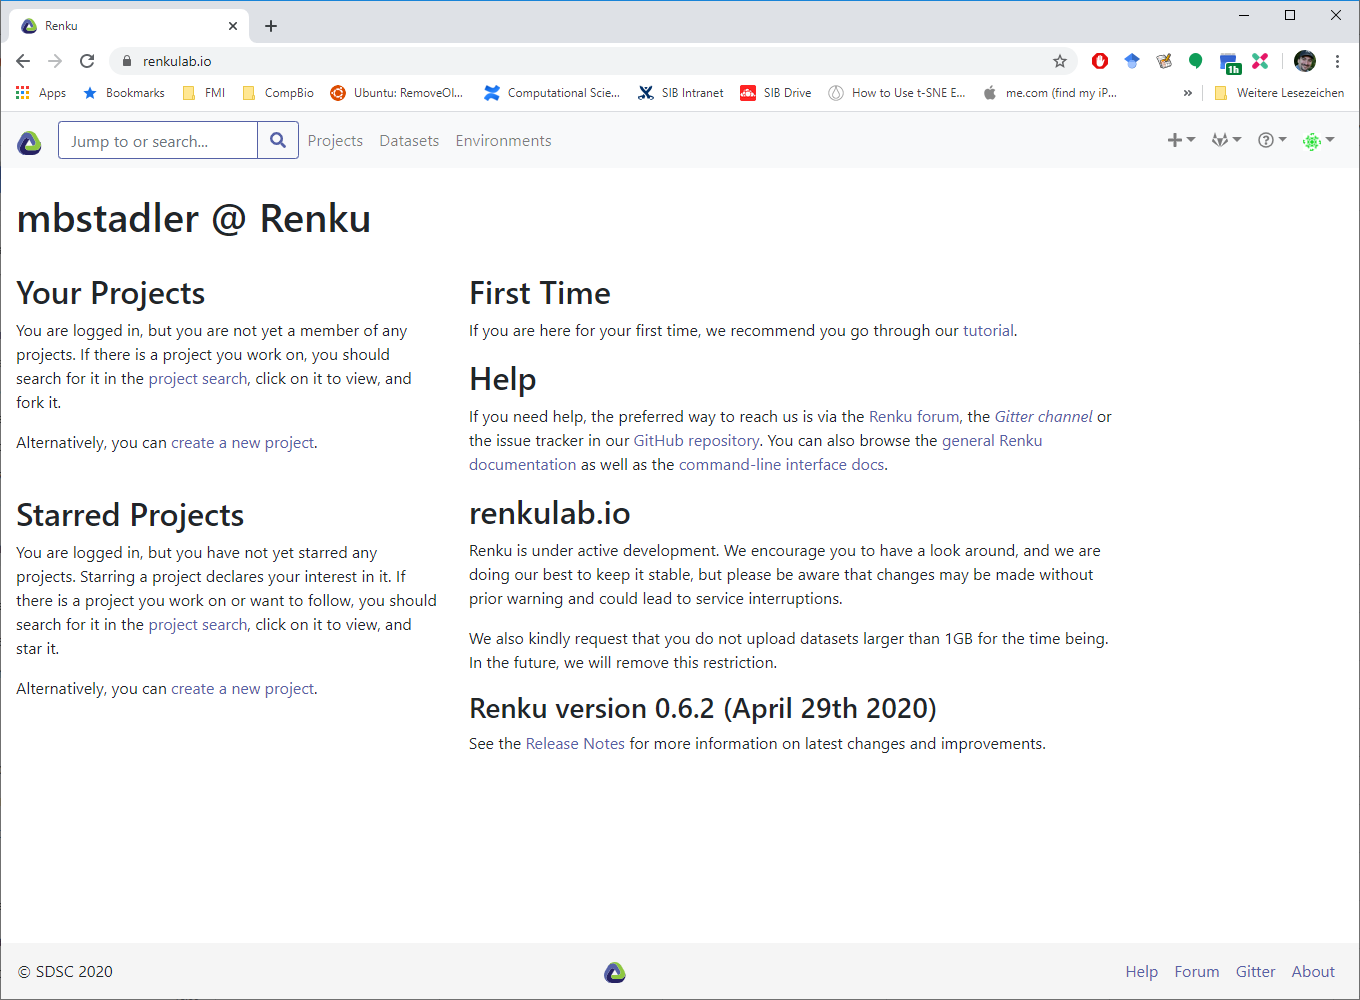 Renku
renkulab.io
1h
Apps Bookmarks FMI CompBio Ubuntu: RemoveOl... Computational Scie... SIB Intranet SIB Drive How to Use t-SNE E... me.com (find my iP... » Weitere Lesezeichen
Jump to or search... Projects Datasets Environments
mbstadler @ Renku
Your Projects
You are logged in, but you are not yet a member of any
projects. If there is a project you work on, you should
search for it in the project search, click on it to view, and
fork it.
Alternatively, you can create a new project.
Starred Projects
You are logged in, but you have not yet starred any
projects. Starring a project declares your interest in it. If
there is a project you work on or want to follow, you should
search for it in the project search, click on it to view, and
star it.
Alternatively, you can create a new project.
First Time
If you are here for your first time, we recommend you go through our tutorial.
Help
If you need help, the preferred way to reach us is via the Renku forum, the Gitter channel or
the issue tracker in our GitHub repository. You can also browse the general Renku
documentation as well as the command-line interface docs.
renkulab.io
Renku is under active development. We encourage you to have a look around, and we are
doing our best to keep it stable, but please be aware that changes may be made without
prior warning and could lead to service interruptions.
We also kindly request that you do not upload datasets larger than 1GB for the time being.
In the future, we will remove this restriction.
Renku version 0.6.2 (April 29th 2020)
See the Release Notes for more information on latest changes and improvements.
© SDSC 2020 Help Forum Gitter About